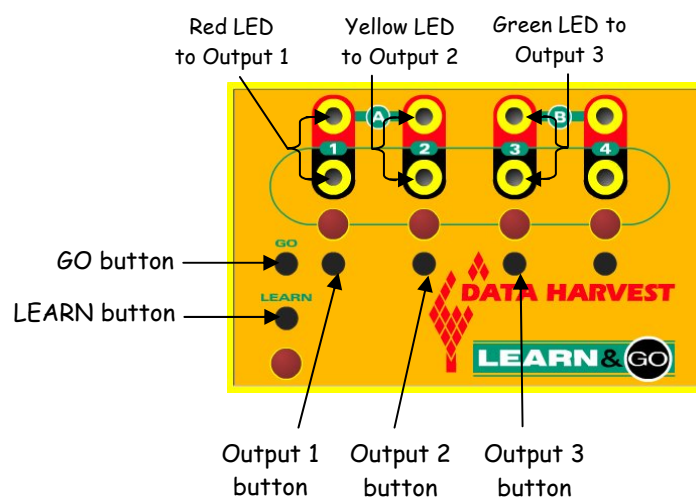 Red LED
to Output 1
Yellow LED
to Output 2
Green LED to
Output 3
A
B
1
2
3
4
GO
GO button
LEARN
LEARN button
DATA HARVEST
LEARN & GO
Output 1
button
Output 2
button
Output 3
button